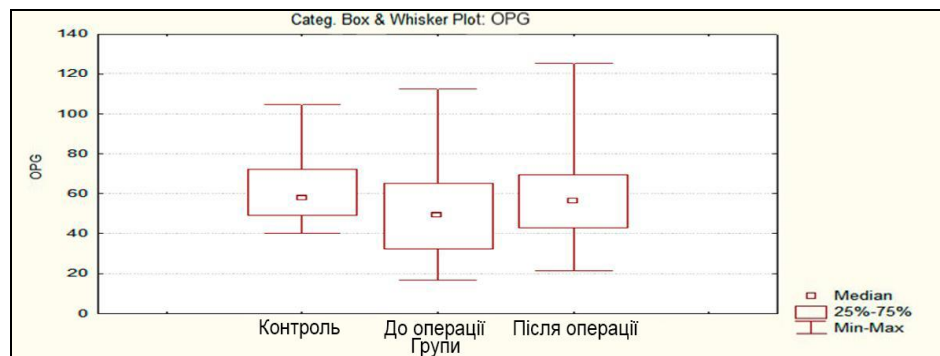 Categ. Box & Whisker Plot: OPG
140
120
100
80
60
40
20
0
OPG
Контроль До операції Після операції
Групи
Median
25%-75%
Min-Max